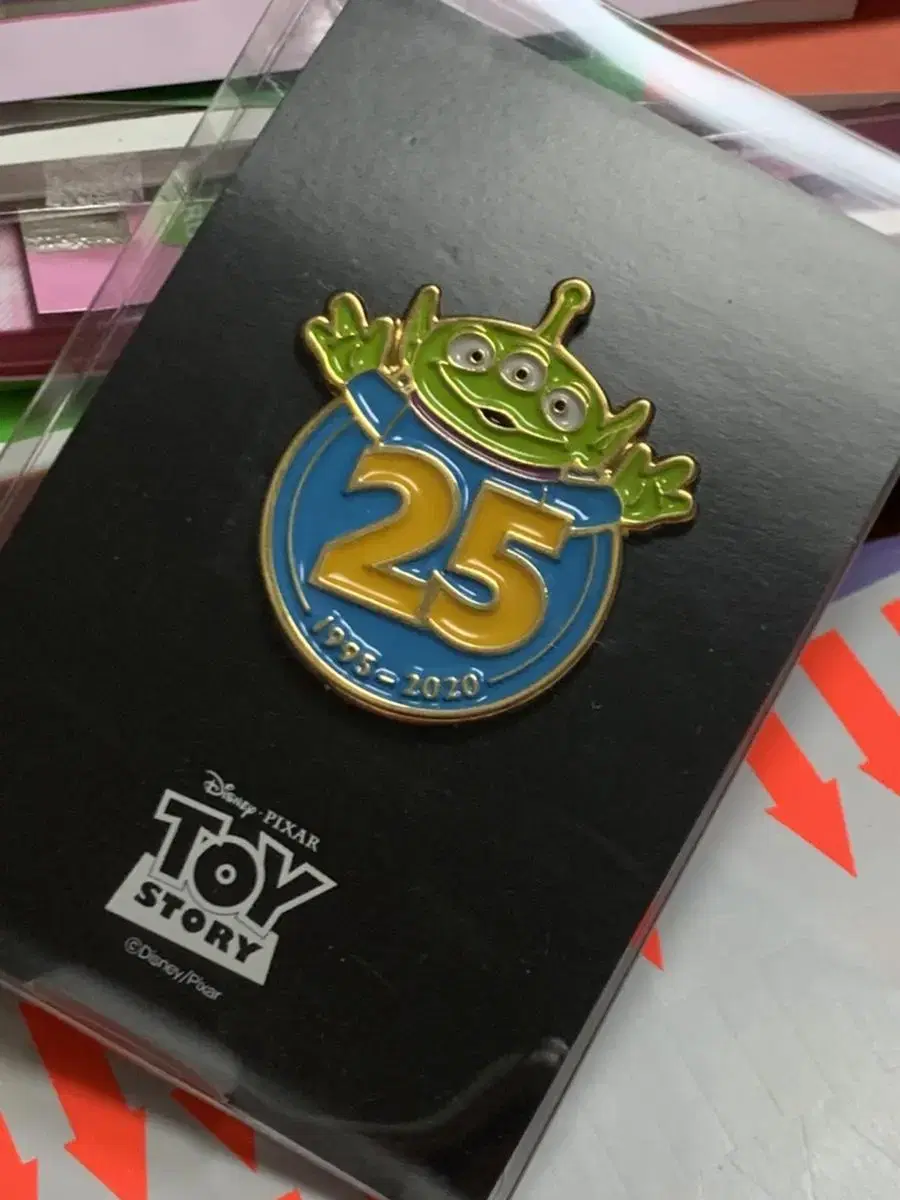 25
1995-2020
Disney · PIXAR
TOY
STORY
©Disney/Pixar